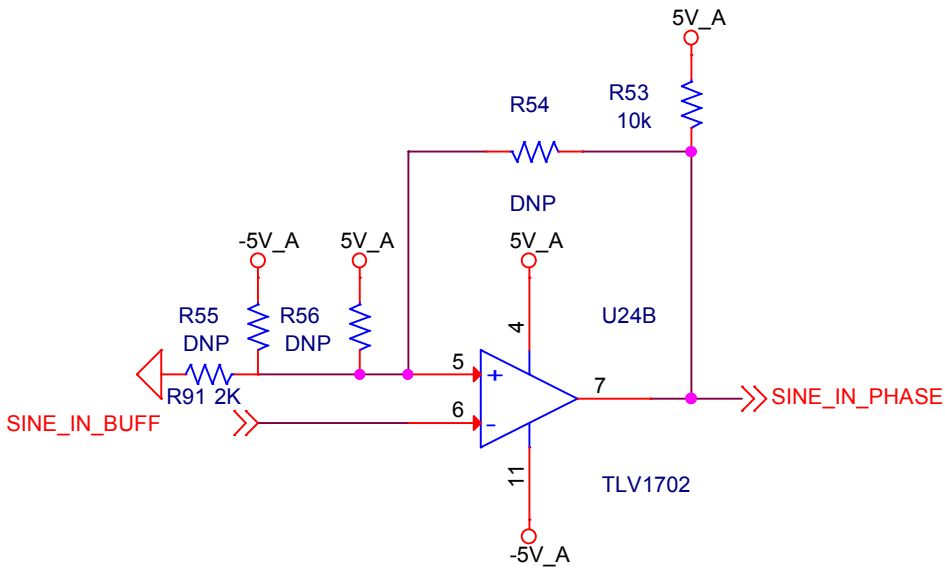 5V_A
R54
R53
10k
DNP
-5V_A
5V_A
5V_A
R55
DNP
R56
DNP
4
U24B
5
+
7
R91 2K
6
-
SINE_IN_BUFF
SINE_IN_PHASE
11
TLV1702
-5V_A